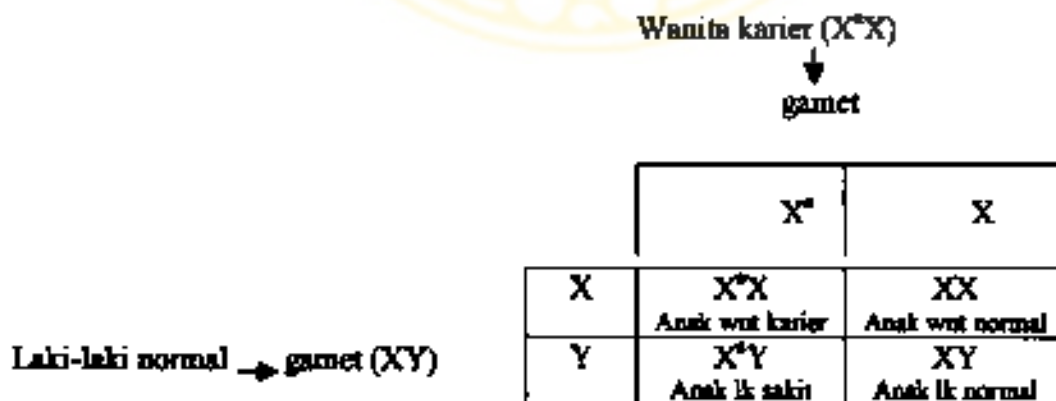 Wanita karier (X*X)
gamet
X* X
X X*X XX
Anak wnt karier Anak wnt normal
Laki-laki normal gamet (XY) Y X*Y XY
Anak lk sakit Anak lk normal